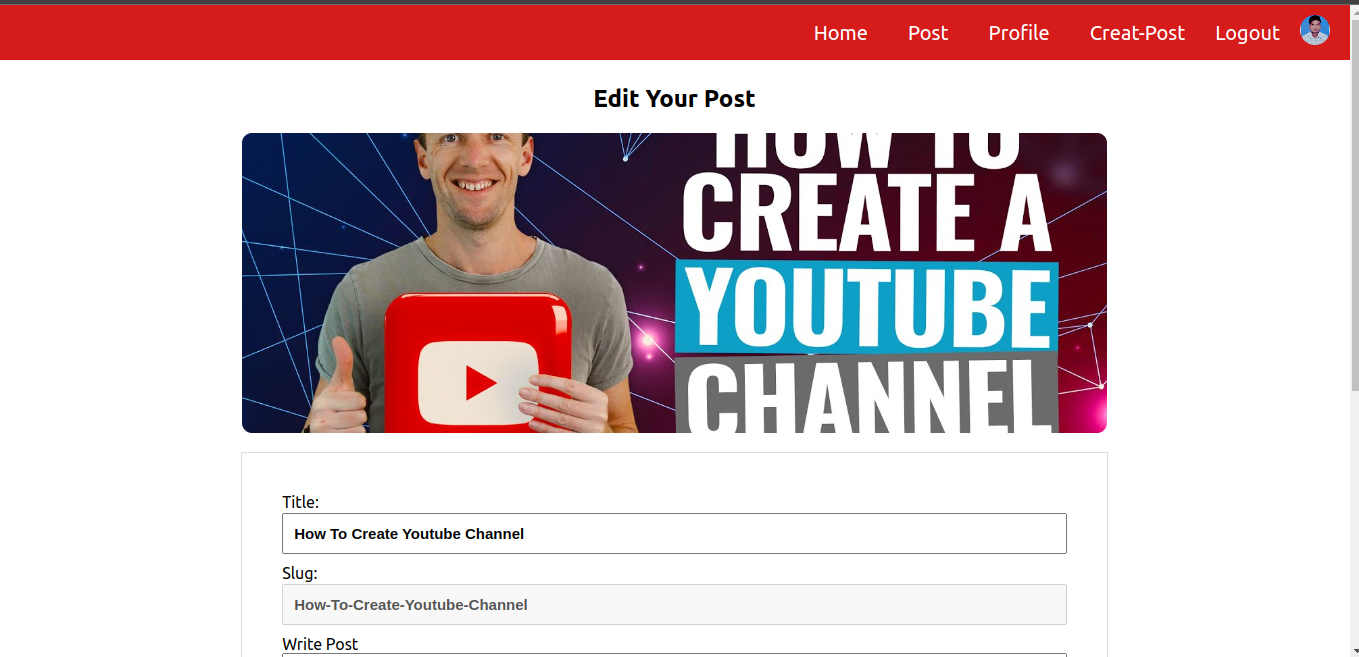 Home Post Profile Creat-Post Logout
Edit Your Post
HOW TO
CREATE A
YOUTUBE
CHANNEL
Title:
How To Create Youtube Channel
Slug:
How-To-Create-Youtube-Channel
Write Post